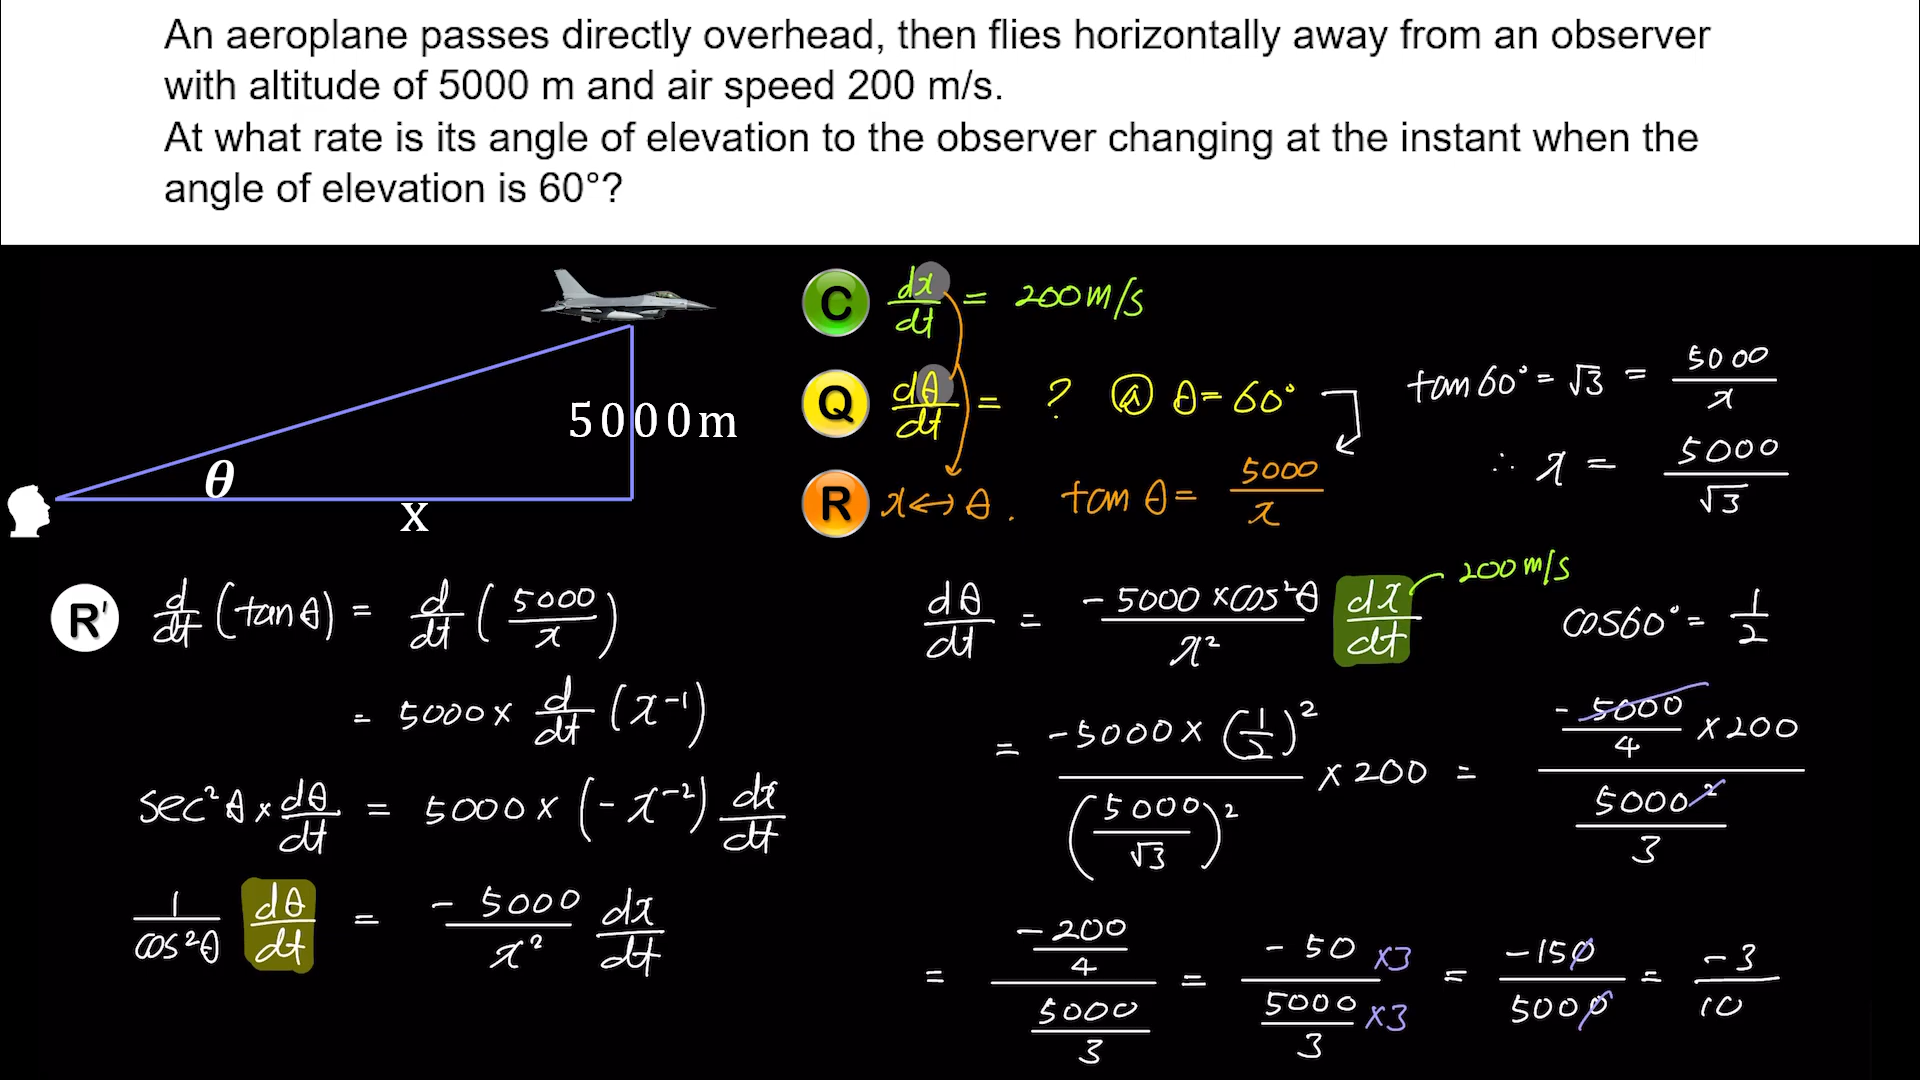 An aeroplane passes directly overhead, then flies horizontally away from an observer
with altitude of 5000 m and air speed 200 m/s.
At what rate is its angle of elevation to the observer changing at the instant when the
angle of elevation is 60°?
5000m
θ
x
C dx/dt = 200 m/s
Q dθ/dt = ? @ θ = 60°
R x ↔ θ. tan θ = 5000/x
tan 60° = √3 = 5000/x
∴ x = 5000/√3
R' d/dt (tan θ) = d/dt (5000/x)
= 5000 × d/dt (x⁻¹)
sec²θ × dθ/dt = 5000 × (-x⁻²) dx/dt
1/cos²θ dθ/dt = -5000/x² dx/dt
dθ/dt = -5000 × cos²θ/x² dx/dt 200 m/s
cos 60° = 1/2
= -5000 × (1/2)²/(5000/√3)² × 200 = (-5000/4 × 200)/(5000²/3)
= (-200/4)/(5000/3) = -50 ×3/(5000/3) ×3 = -150/5000 = -3/10